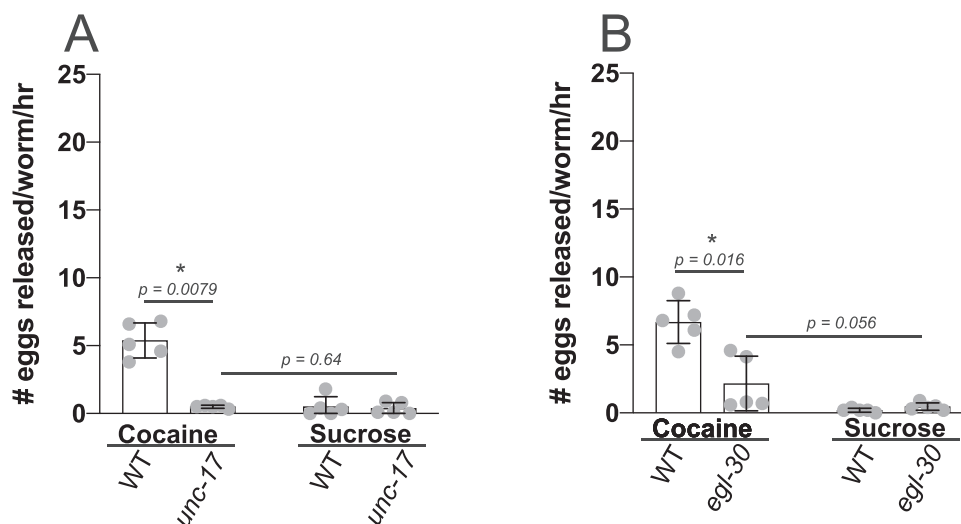 A
# eggs released/worm/hr
25
20
15
10
5
0
*
p = 0.0079
p = 0.64
Cocaine
Sucrose
WT
unc-17
WT
unc-17
B
# eggs released/worm/hr
25
20
15
10
5
0
*
p = 0.016
p = 0.056
Cocaine
Sucrose
WT
egl-30
WT
egl-30